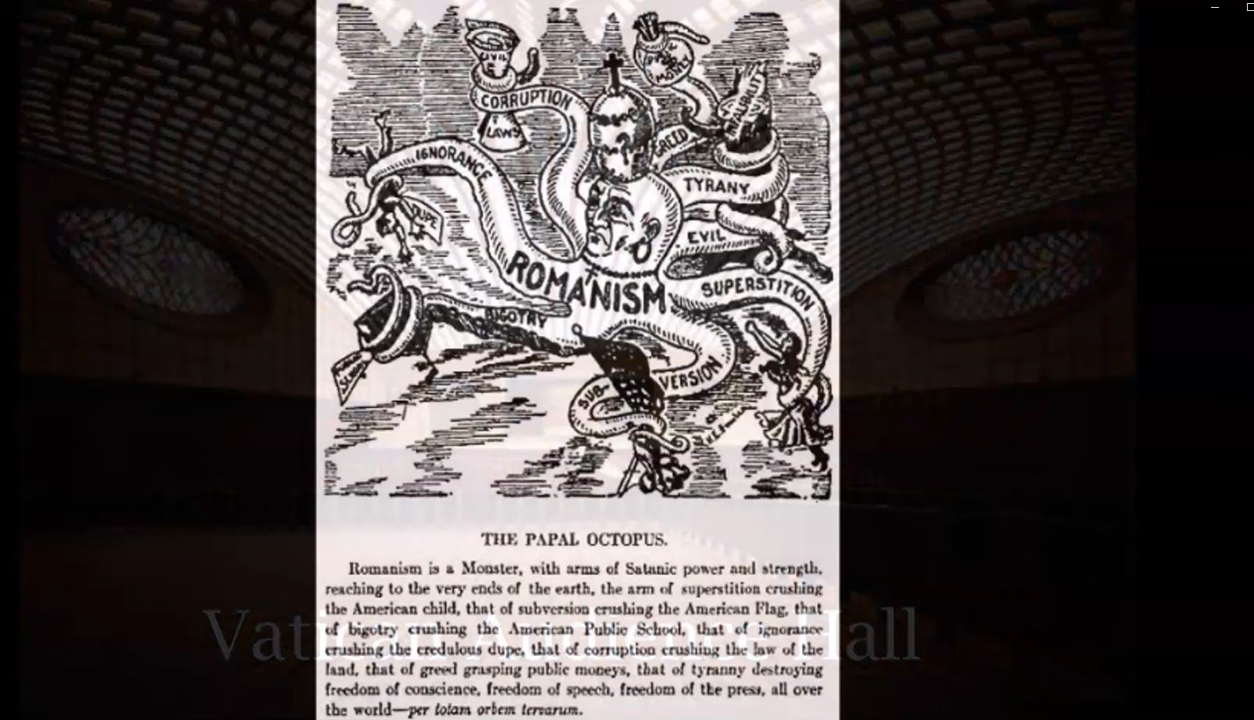 CIVIL
CORRUPTION
LAWS
MONEY
GREED
IGNORANCE
DUPE
TYRANY
EVIL
ROMANISM
SUPERSTITION
BIGOTRY
SUB-
VERSION
THE PAPAL OCTOPUS.
Romanism is a Monster, with arms of Satanic power and strength,
reaching to the very ends of the earth, the arm of superstition crushing
the American child, that of subversion crushing the American Flag, that
of bigotry crushing the American Public School, that of ignorance
crushing the credulous dupe, that of corruption crushing the law of the
land, that of greed grasping public moneys, that of tyranny destroying
freedom of conscience, freedom of speech, freedom of the press, all over
the world—per totam orbem terrarum.
Vatican Audience Hall